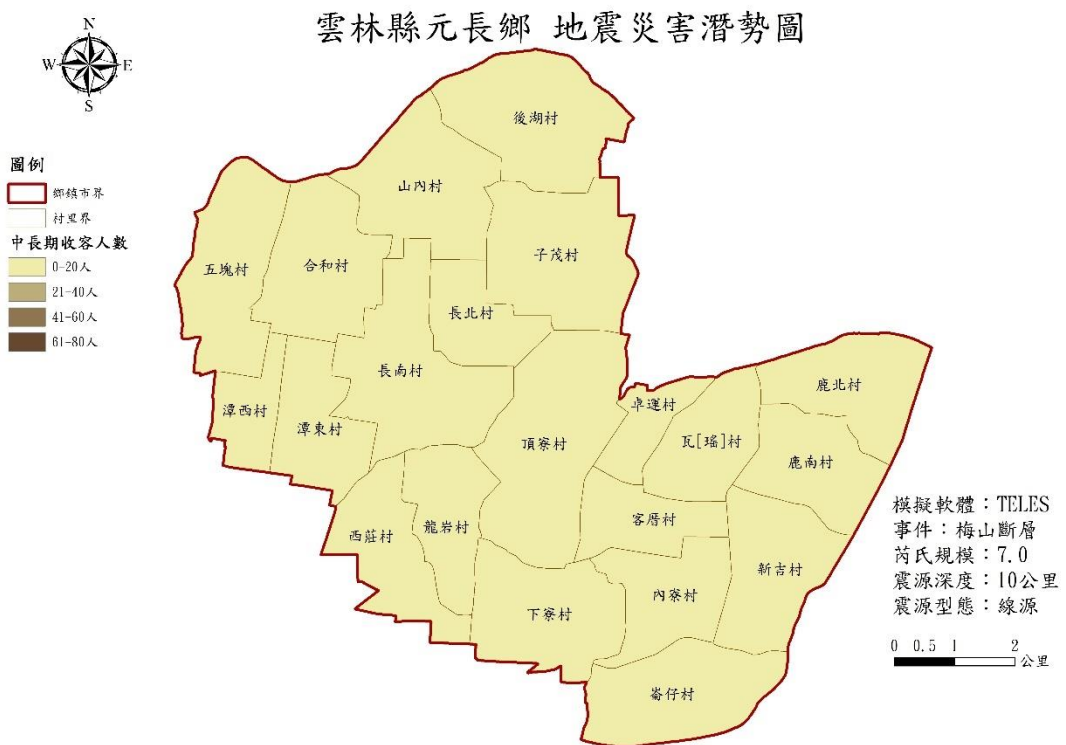 雲林縣元長鄉 地震災害潛勢圖
N
W
E
S
圖例
鄉鎮市界
村里界
中長期收容人數
0-20人
21-40人
41-60人
61-80人
後湖村
山內村
子茂村
五塊村
合和村
長北村
長南村
鹿北村
潭西村
潭東村
卓運村
瓦[瑤]村
頂寮村
鹿南村
西莊村
龍岩村
客厝村
新吉村
內寮村
下寮村
崙仔村
模擬軟體：TELES
事件：梅山斷層
芮氏規模：7.0
震源深度：10公里
震源型態：線源
0 0.5 1 2
公里